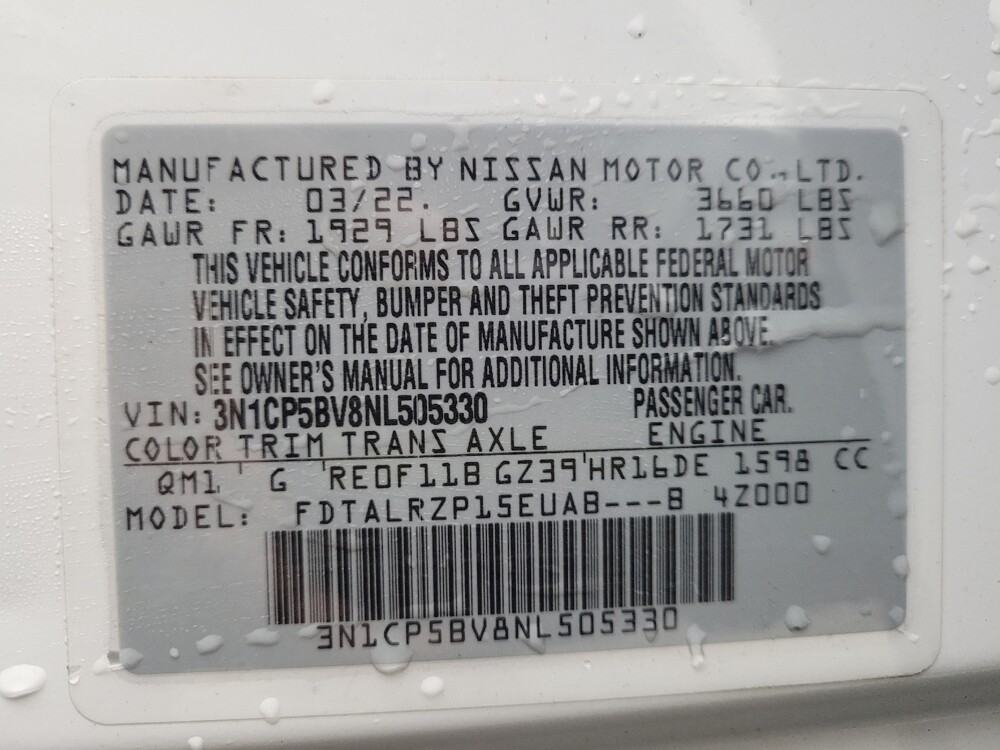 MANUFACTURED BY NISSAN MOTOR CO.,LTD.
DATE: 03/22. GVWR: 3660 LBS
GAWR FR: 1929 LBS GAWR RR: 1731 LBS
THIS VEHICLE CONFORMS TO ALL APPLICABLE FEDERAL MOTOR
VEHICLE SAFETY, BUMPER AND THEFT PREVENTION STANDARDS
IN EFFECT ON THE DATE OF MANUFACTURE SHOWN ABOVE.
SEE OWNER'S MANUAL FOR ADDITIONAL INFORMATION.
VIN: 3N1CP5BV8NL505330 PASSENGER CAR.
COLOR TRIM TRANS AXLE ENGINE
QM1 G RE0F11B GZ39 HR16DE 1598 CC
MODEL: FDTALRZP15EUAB---B 4Z000
3N1CP5BV8NL505330